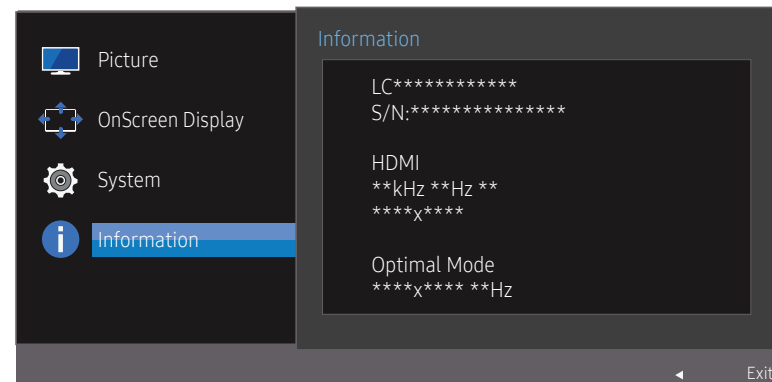 Picture
OnScreen Display
System
Information
Information
LC************
S/N:***************
HDMI
**kHz **Hz **
****x****
Optimal Mode
****x**** **Hz
Exit